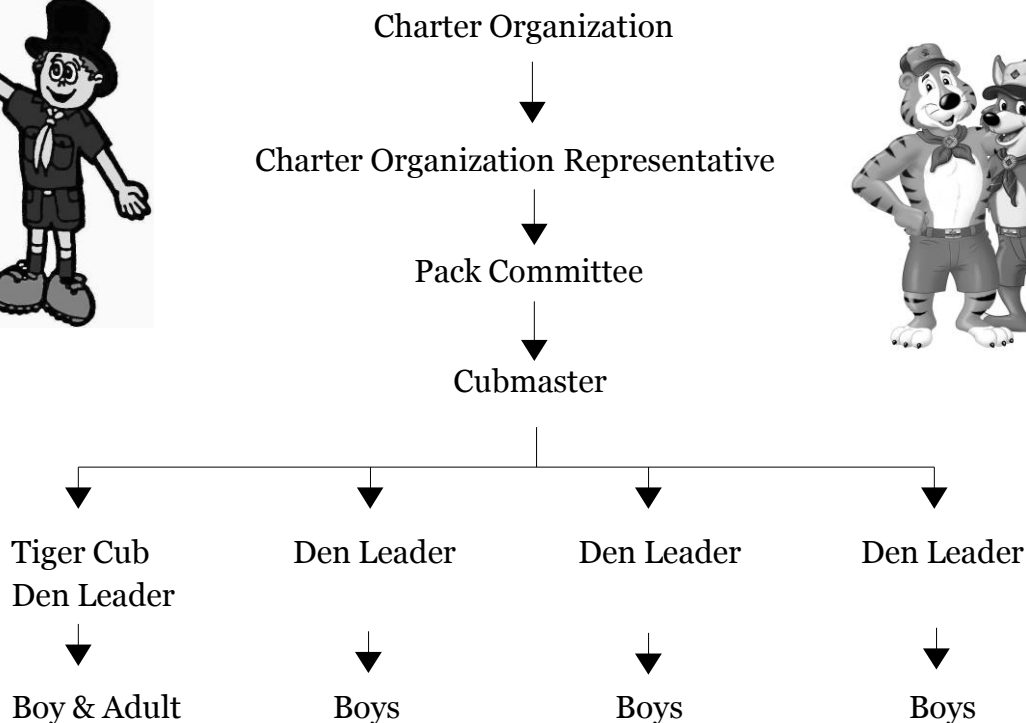 Charter Organization
Charter Organization Representative
Pack Committee
Cubmaster
Tiger Cub
Den Leader
Den Leader
Den Leader
Den Leader
Boy & Adult
Boys
Boys
Boys